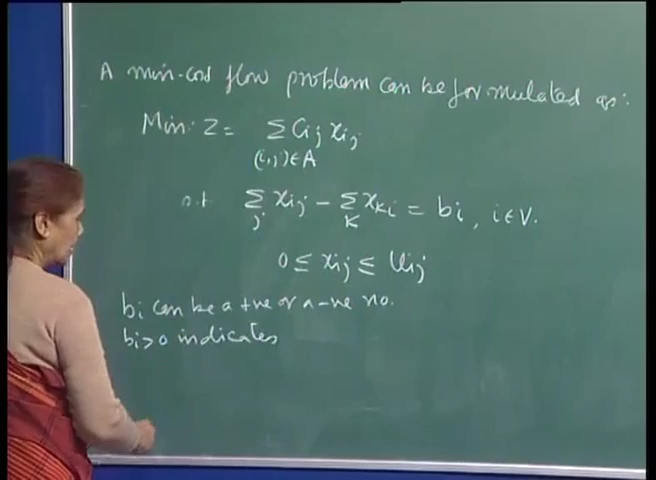 A min-cost flow problem can be formulated as:
Min: Z = Σ Cij xij
(i,j) ∈ A
s.t Σ xij − Σ xki = bi, i ∈ V.
j k
0 ≤ xij ≤ Uij
bi can be a +ve or a −ve no.
bi>0 indicates